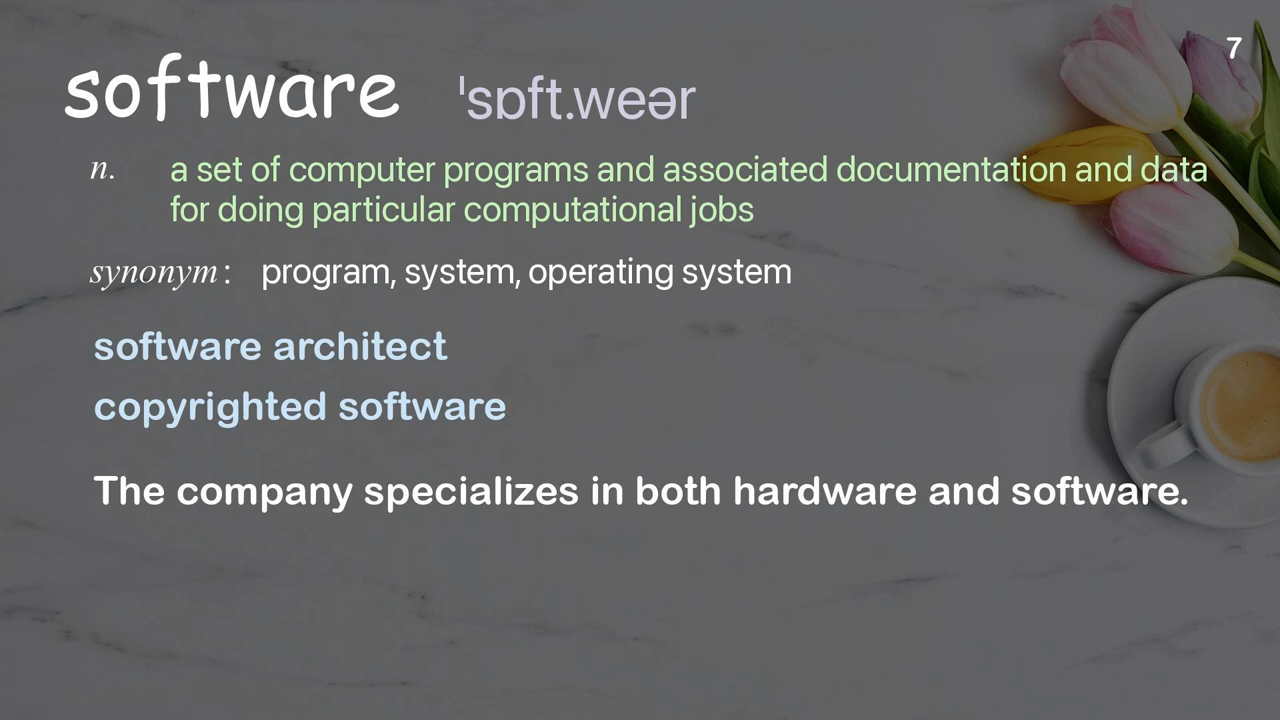 7
software ˈsɒft.weər
n. a set of computer programs and associated documentation and data
for doing particular computational jobs
synonym: program, system, operating system
software architect
copyrighted software
The company specializes in both hardware and software.